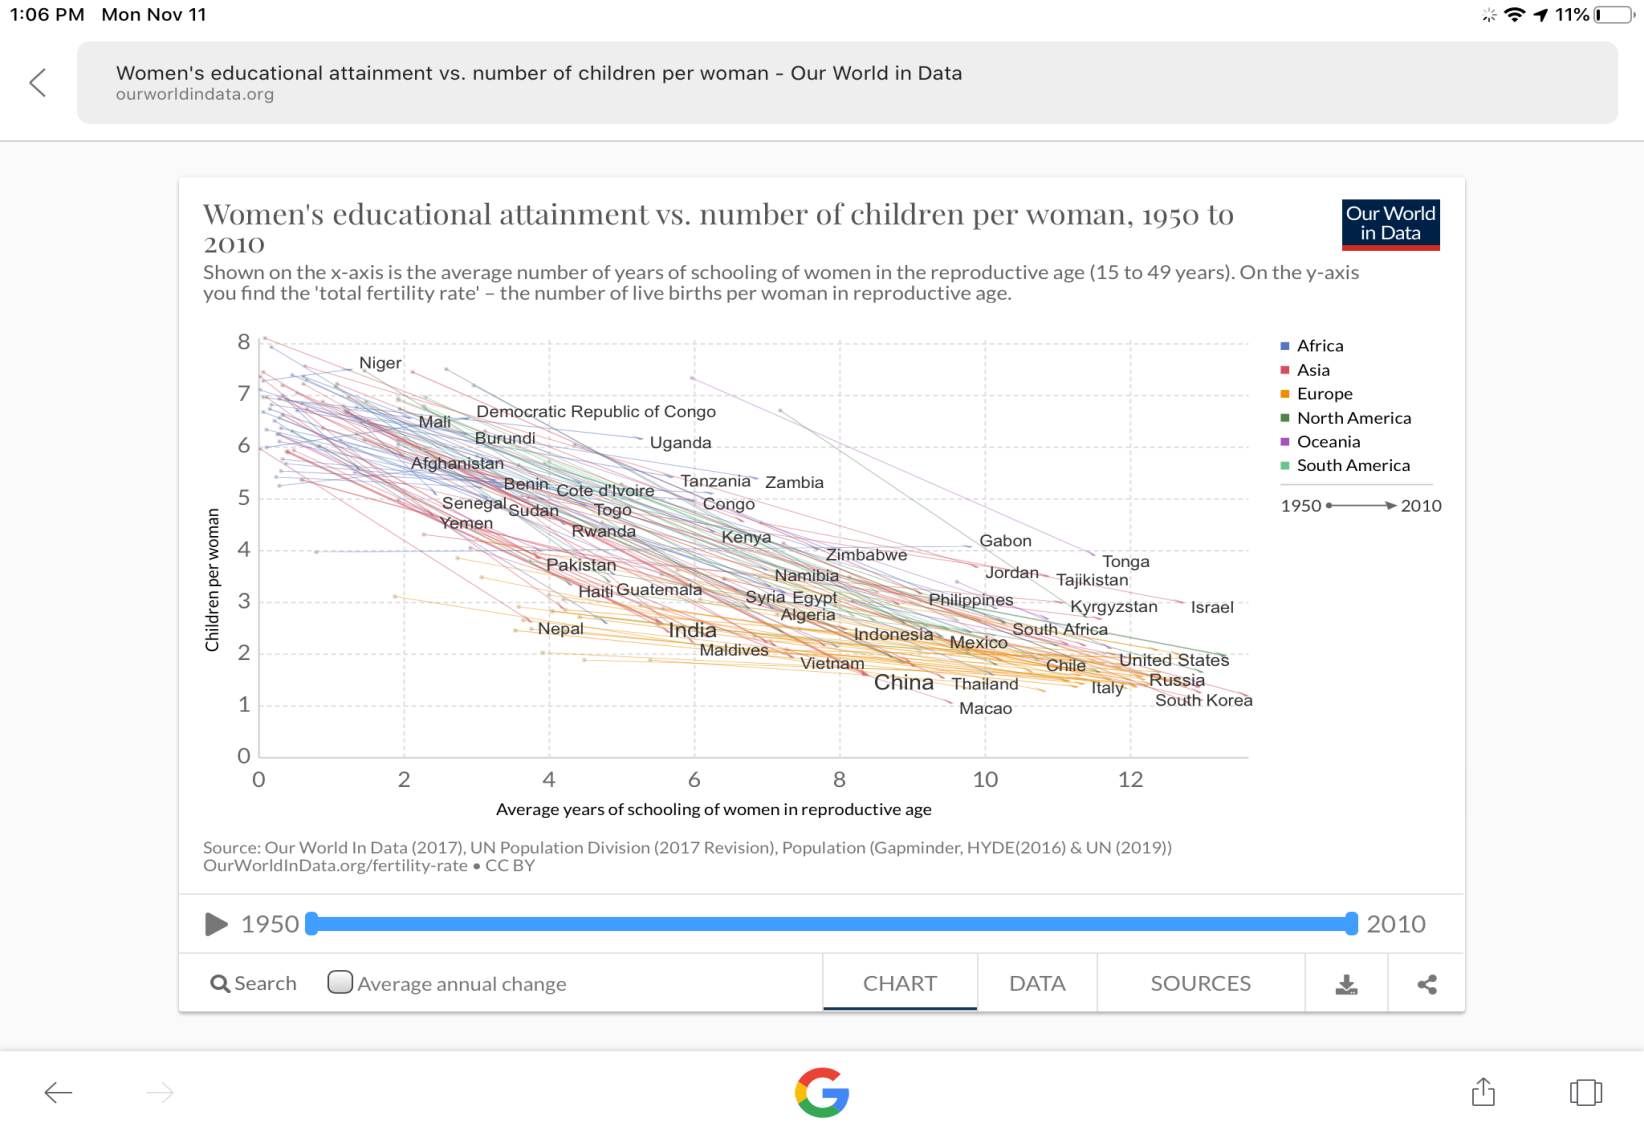 1:06 PM Mon Nov 11
11%
Women's educational attainment vs. number of children per woman - Our World in Data
ourworldindata.org
Women's educational attainment vs. number of children per woman, 1950 to
2010
Our World
in Data
Shown on the x-axis is the average number of years of schooling of women in the reproductive age (15 to 49 years). On the y-axis
you find the 'total fertility rate' – the number of live births per woman in reproductive age.
Children per woman
8
7
6
5
4
3
2
1
0
Niger
Democratic Republic of Congo
Mali
Burundi
Uganda
Afghanistan
Benin
Cote d'Ivoire
Tanzania
Zambia
Senegal
Sudan
Togo
Congo
Yemen
Rwanda
Kenya
Gabon
Zimbabwe
Tonga
Pakistan
Namibia
Jordan
Tajikistan
Haiti
Guatemala
Syria
Egypt
Philippines
Kyrgyzstan
Israel
Algeria
Nepal
India
Indonesia
South Africa
Mexico
Maldives
Vietnam
Chile
United States
China
Thailand
Italy
Russia
South Korea
Macao
0 2 4 6 8 10 12
Average years of schooling of women in reproductive age
Africa
Asia
Europe
North America
Oceania
South America
1950 2010
Source: Our World In Data (2017), UN Population Division (2017 Revision), Population (Gapminder, HYDE(2016) & UN (2019))
OurWorldInData.org/fertility-rate • CC BY
1950 2010
Search Average annual change CHART DATA SOURCES